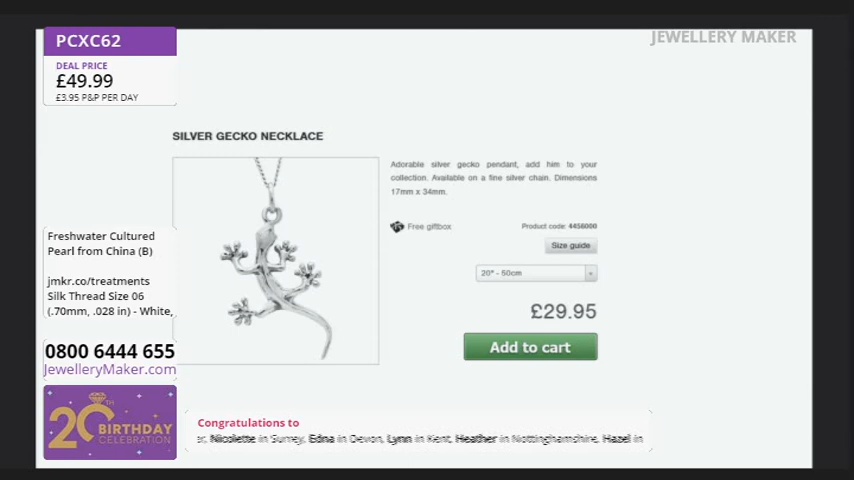 PCXC62
DEAL PRICE
£49.99
£3.95 P&P PER DAY
JEWELLERY MAKER
SILVER GECKO NECKLACE
Adorable silver gecko pendant, add him to your
collection. Available on a fine silver chain. Dimensions
17mm x 34mm.
Free giftbox
Product code: 4456000
Size guide
20" - 50cm
£29.95
Add to cart
Freshwater Cultured
Pearl from China (B)
jmkr.co/treatments
Silk Thread Size 06
(.70mm, .028 in) - White,
0800 6444 655
JewelleryMaker.com
20TH
BIRTHDAY
CELEBRATION
Congratulations to
er, Nicolette in Surrey, Edna in Devon, Lynn in Kent, Heather in Nottinghamshire, Hazel in